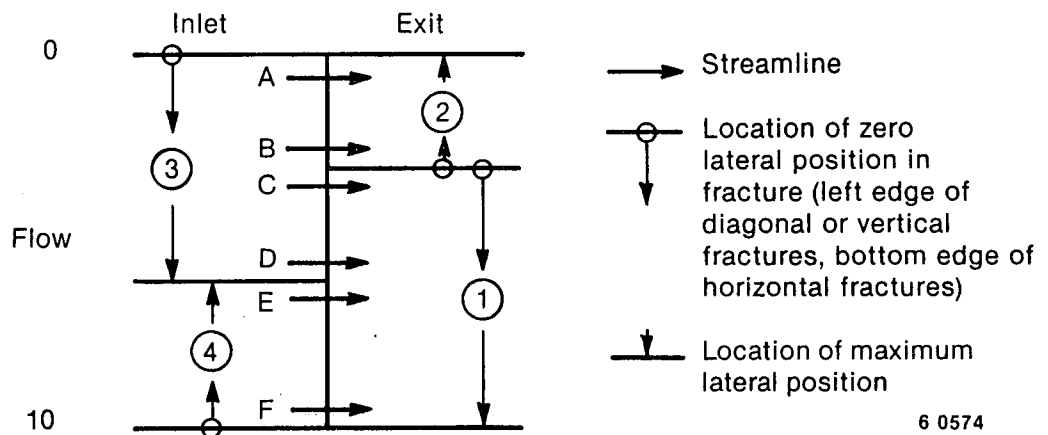 Inlet
Exit
0
A
B
C
D
E
F
1
2
3
4
Flow
10
Streamline
Location of zero
lateral position in
fracture (left edge of
diagonal or vertical
fractures, bottom edge of
horizontal fractures)
Location of maximum
lateral position
6 0574